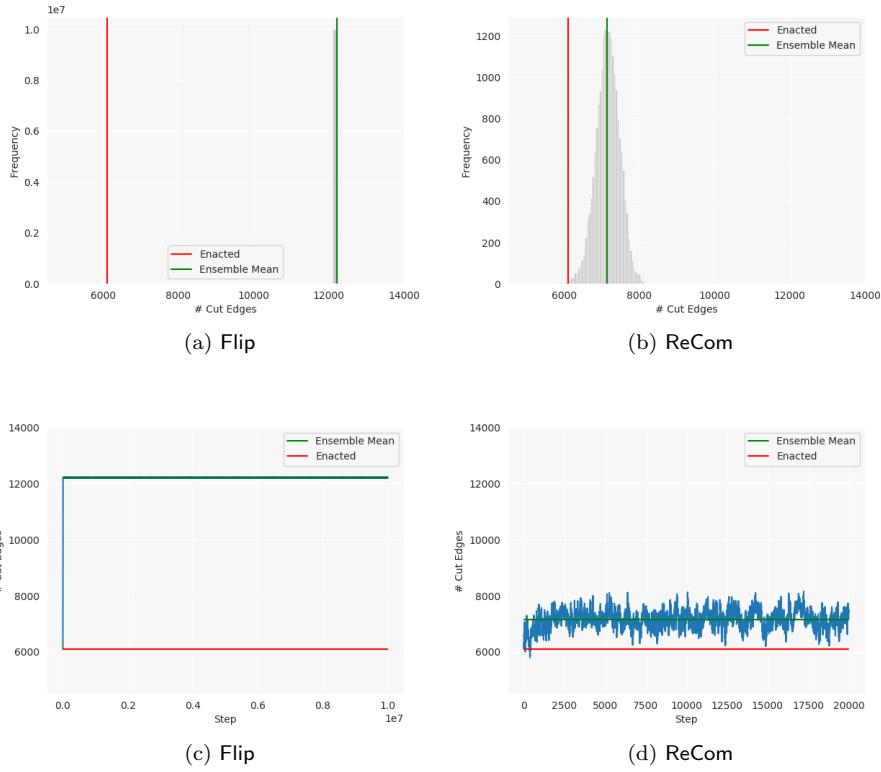 1e7
1.0
0.8
0.6
0.4
0.2
0.0
Frequency
Enacted
Ensemble Mean
6000 8000 10000 12000 14000
# Cut Edges
(a) Flip
1200
1000
800
600
400
200
0
Frequency
Enacted
Ensemble Mean
6000 8000 10000 12000 14000
# Cut Edges
(b) ReCom
14000
12000
10000
8000
6000
# Cut Edges
Ensemble Mean
Enacted
0.0 0.2 0.4 0.6 0.8 1.0
Step
1e7
(c) Flip
14000
12000
10000
8000
6000
# Cut Edges
Ensemble Mean
Enacted
0 2500 5000 7500 10000 12500 15000 17500 20000
Step
(d) ReCom